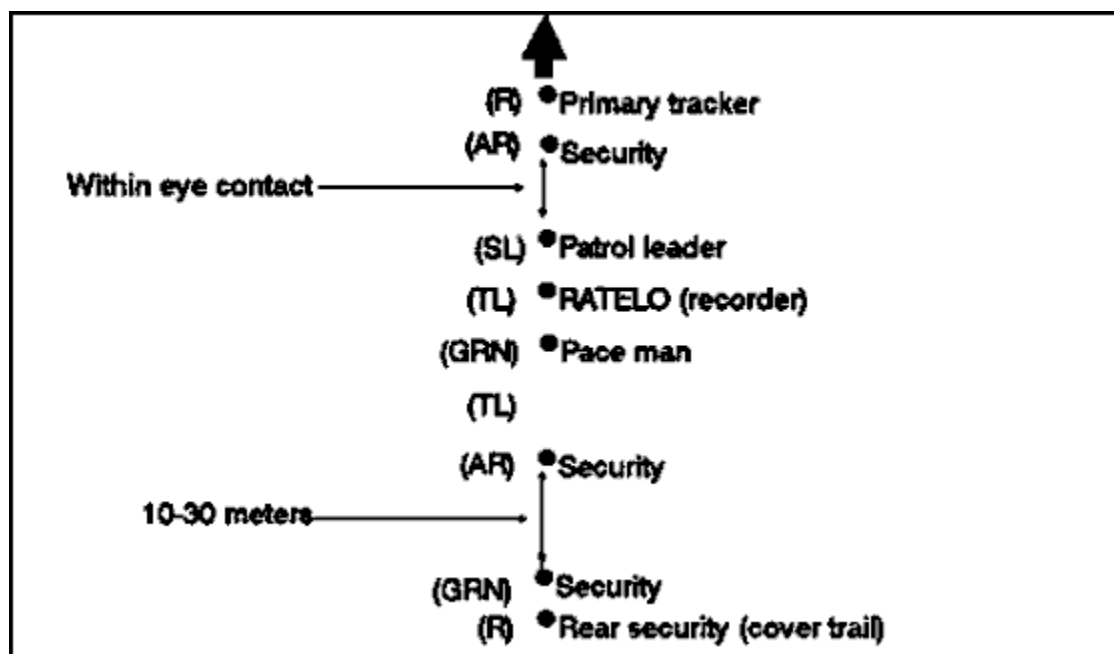 (R) Primary tracker
(AR) Security
Within eye contact
(SL) Patrol leader
(TL) RATELO (recorder)
(GRN) Pace man
(TL)
(AR) Security
10-30 meters
(GRN) Security
(R) Rear security (cover trail)